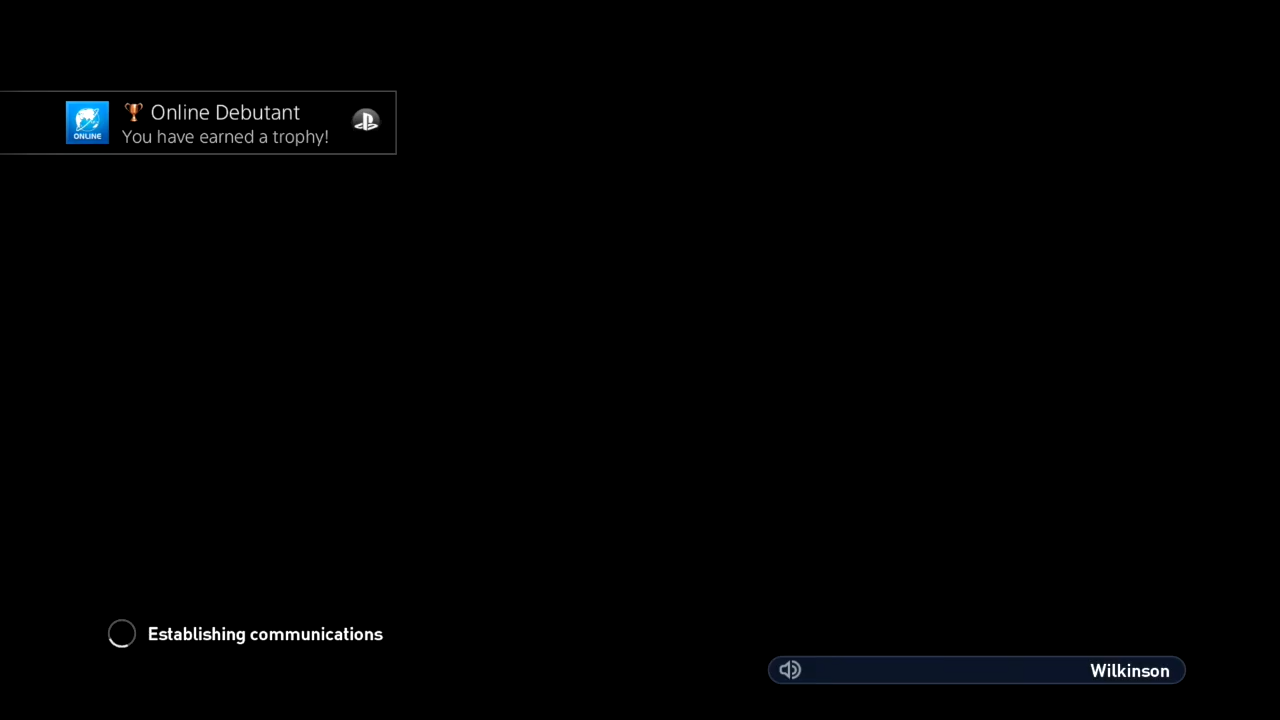 Online Debutant
ONLINE
You have earned a trophy!
Establishing communications
Wilkinson